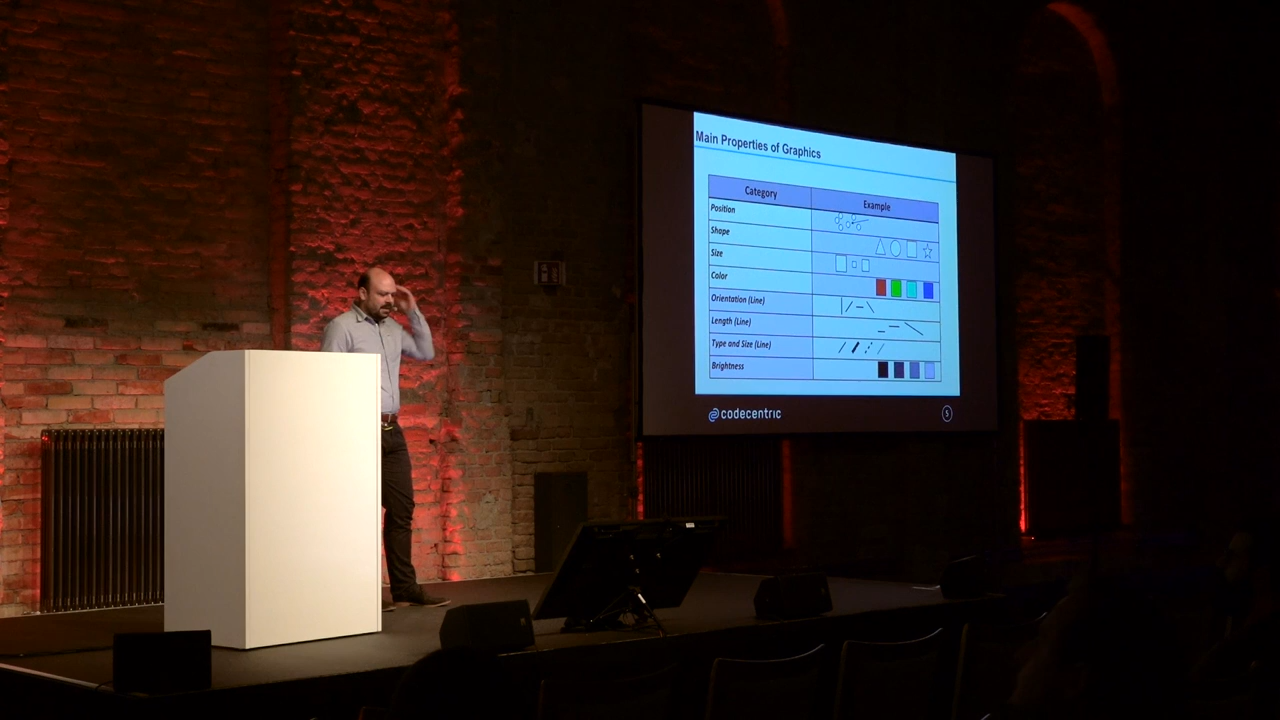 Main Properties of Graphics
Category Example
Position
Shape
Size
Color
Orientation (Line)
Length (Line)
Type and Size (Line)
Brightness
codecentric 5